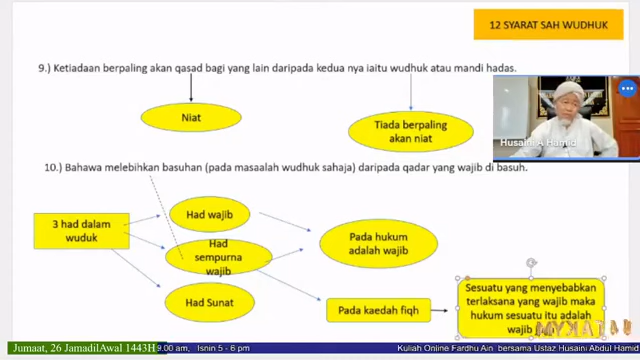 12 SYARAT SAH WUDHUK
9.) Ketiadaan berpaling akan qasad bagi yang lain daripada kedua nya iaitu wudhuk atau mandi hadas.
Niat
Tiada berpaling
akan niat
Husaini A Hamid
10.) Bahawa melebihkan basuhan (pada masaalah wudhuk sahaja) daripada qadar yang wajib di basuh.
3 had dalam
wuduk
Had wajib
Had
sempurna
wajib
Had Sunat
Pada hukum
adalah wajib
Pada kaedah fiqh
Sesuatu yang menyebabkan
terlaksana yang wajib maka
hukum sesuatu itu adalah
wajib
Jumaat, 26 JamadilAwal 1443H
9.00 am, Isnin 5 - 6 pm
Kuliah Online Fardhu Ain bersama Ustaz Husaini Abdul Hamid